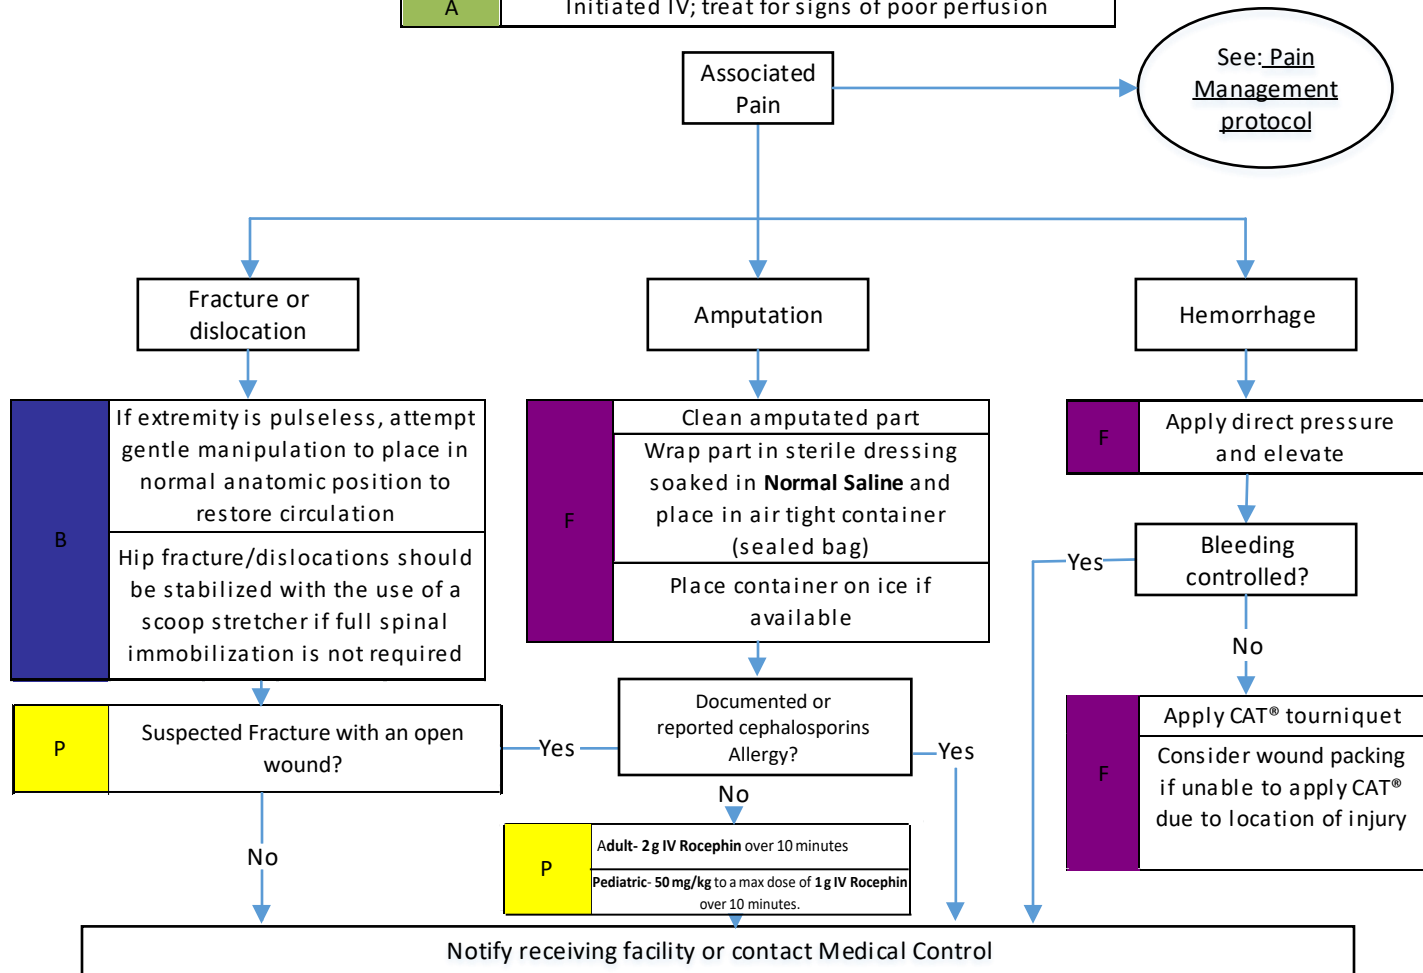 A
Initiated IV; treat for signs of poor perfusion
Associated
Pain
See: Pain
Management
protocol
Fracture or
dislocation
Amputation
Hemorrhage
B
If extremity is pulseless, attempt
gentle manipulation to place in
normal anatomic position to
restore circulation
Hip fracture/dislocations should
be stabilized with the use of a
scoop stretcher if full spinal
immobilization is not required
F
Clean amputated part
Wrap part in sterile dressing
soaked in Normal Saline and
place in air tight container
(sealed bag)
Place container on ice if
available
F
Apply direct pressure
and elevate
Bleeding
controlled?
Yes
No
P
Suspected Fracture with an open
wound?
Yes
No
Documented or
reported cephalosporins
Allergy?
Yes
No
F
Apply CAT® tourniquet
Consider wound packing
if unable to apply CAT®
due to location of injury
P
Adult- 2 g IV Rocephin over 10 minutes
Pediatric- 50 mg/kg to a max dose of 1 g IV Rocephin
over 10 minutes.
Notify receiving facility or contact Medical Control